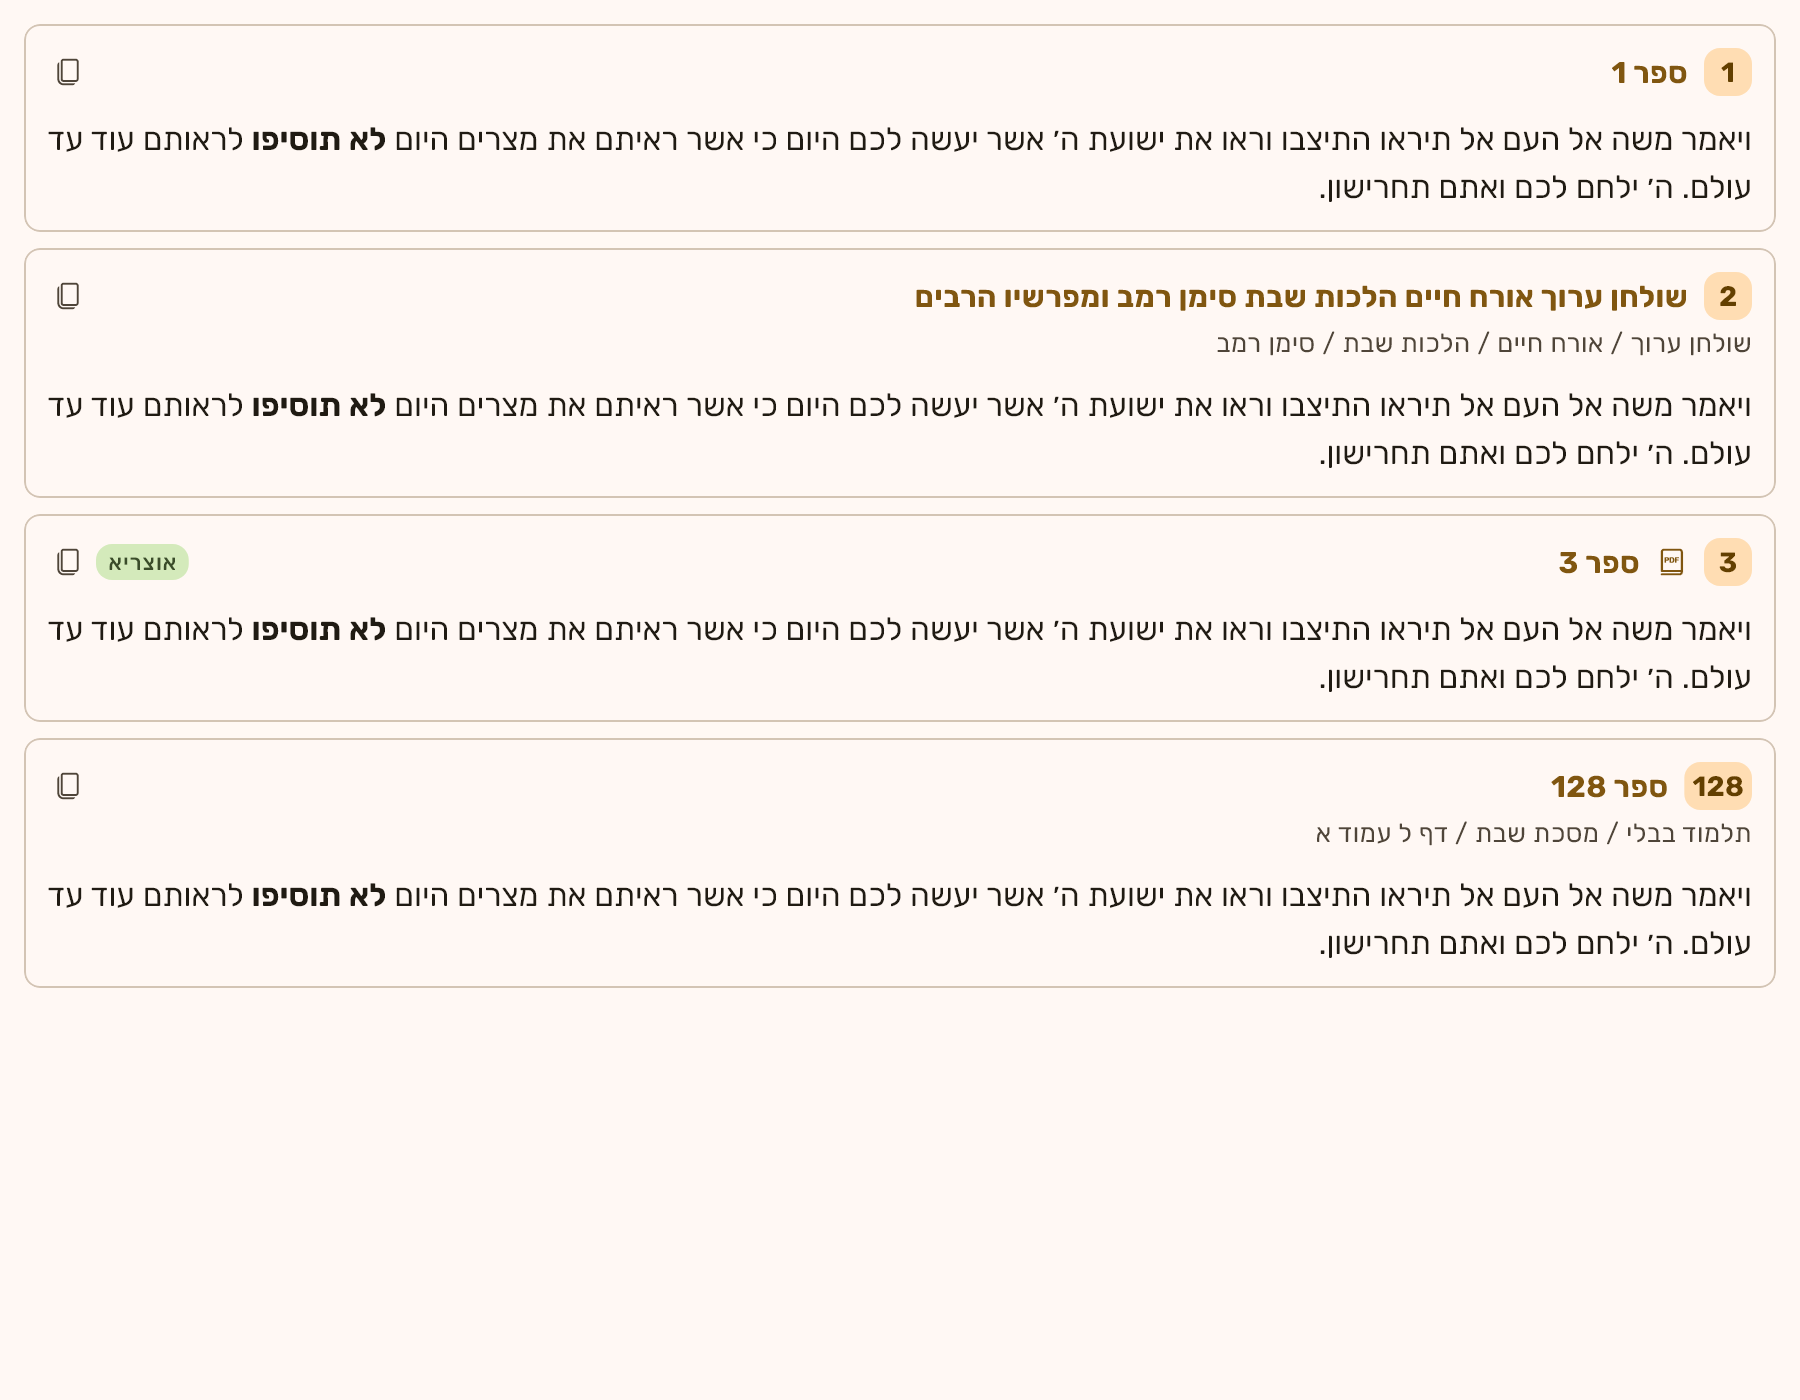 1 ספר 1
ויאמר משה אל העם אל תיראו התיצבו וראו את ישועת ה׳ אשר יעשה לכם היום כי אשר ראיתם את מצרים היום לא תוסיפו לראותם עוד עד
עולם. ה׳ ילחם לכם ואתם תחרישון.
2 שולחן ערוך אורח חיים הלכות שבת סימן רמב ומפרשיו הרבים
שולחן ערוך / אורח חיים / הלכות שבת / סימן רמב
ויאמר משה אל העם אל תיראו התיצבו וראו את ישועת ה׳ אשר יעשה לכם היום כי אשר ראיתם את מצרים היום לא תוסיפו לראותם עוד עד
עולם. ה׳ ילחם לכם ואתם תחרישון.
3 PDF ספר 3 אוצריא
ויאמר משה אל העם אל תיראו התיצבו וראו את ישועת ה׳ אשר יעשה לכם היום כי אשר ראיתם את מצרים היום לא תוסיפו לראותם עוד עד
עולם. ה׳ ילחם לכם ואתם תחרישון.
128 ספר 128
תלמוד בבלי / מסכת שבת / דף ל עמוד א
ויאמר משה אל העם אל תיראו התיצבו וראו את ישועת ה׳ אשר יעשה לכם היום כי אשר ראיתם את מצרים היום לא תוסיפו לראותם עוד עד
עולם. ה׳ ילחם לכם ואתם תחרישון.